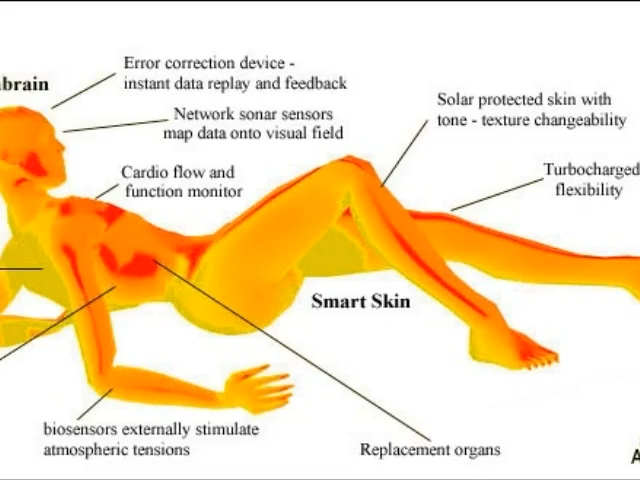 Error correction device -
instant data replay and feedback
brain
Network sonar sensors
map data onto visual field
Solar protected skin with
tone - texture changeability
Cardio flow and
function monitor
Turbocharged
flexibility
Smart Skin
biosensors externally stimulate
atmospheric tensions
Replacement organs
A